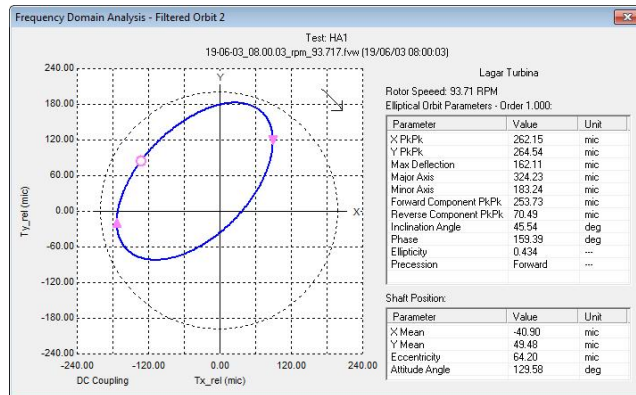 Frequency Domain Analysis - Filtered Orbit 2
Test: HA1
19-06-03_08.00.03_rpm_93.717.fvw (19/06/03 08:00:03)
240.00
180.00
120.00
60.00
0.00
-60.00
-120.00
-180.00
-240.00
Ty_rel (mic)
Y
X
-240.00
-120.00
0.00
120.00
240.00
DC Coupling
Tx_rel (mic)
Lagar Turbina
Rotor Speeed: 93.71 RPM
Elliptical Orbit Parameters - Order 1.000:
Parameter Value Unit
X PkPk 262.15 mic
Y PkPk 264.54 mic
Max Deflection 162.11 mic
Major Axis 324.23 mic
Minor Axis 183.24 mic
Forward Component PkPk 253.73 mic
Reverse Component PkPk 70.49 mic
Inclination Angle 45.54 deg
Phase 159.39 deg
Ellipticity 0.434 ---
Precession Forward ---
Shaft Position:
Parameter Value Unit
X Mean -40.90 mic
Y Mean 49.48 mic
Eccentricity 64.20 mic
Attitude Angle 129.58 deg